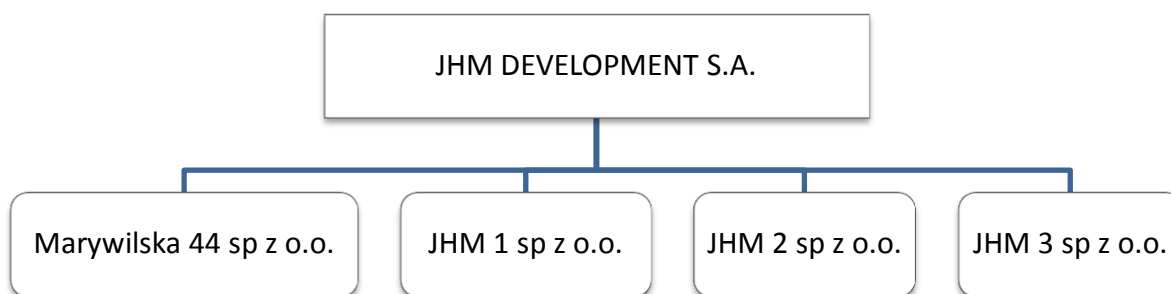 JHM DEVELOPMENT S.A.
Marywilska 44 sp z o.o.
JHM 1 sp z o.o.
JHM 2 sp z o.o.
JHM 3 sp z o.o.